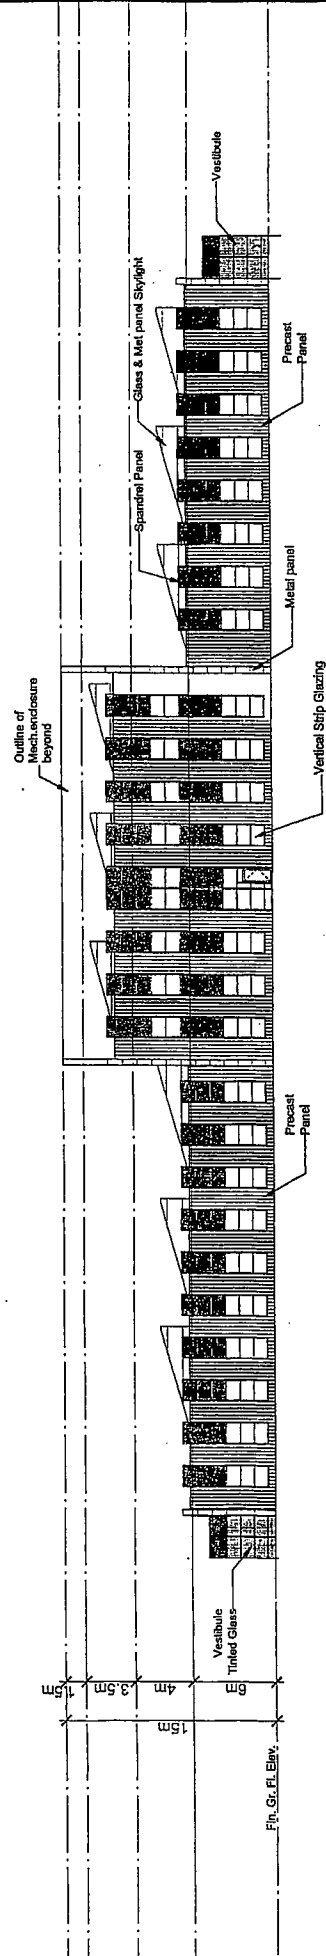 Outline of
Mech.enclosure
beyond
Spandrel Panel
Glass & Met panel Skylight
Vestibule
Precast
Panel
Metal panel
Vertical Strip Glazing
Precast
Panel
Vestibule
Tinted Glass
1.5m
3.5m
4m
6m
15m
Fin. Gr. Fl. Elev.